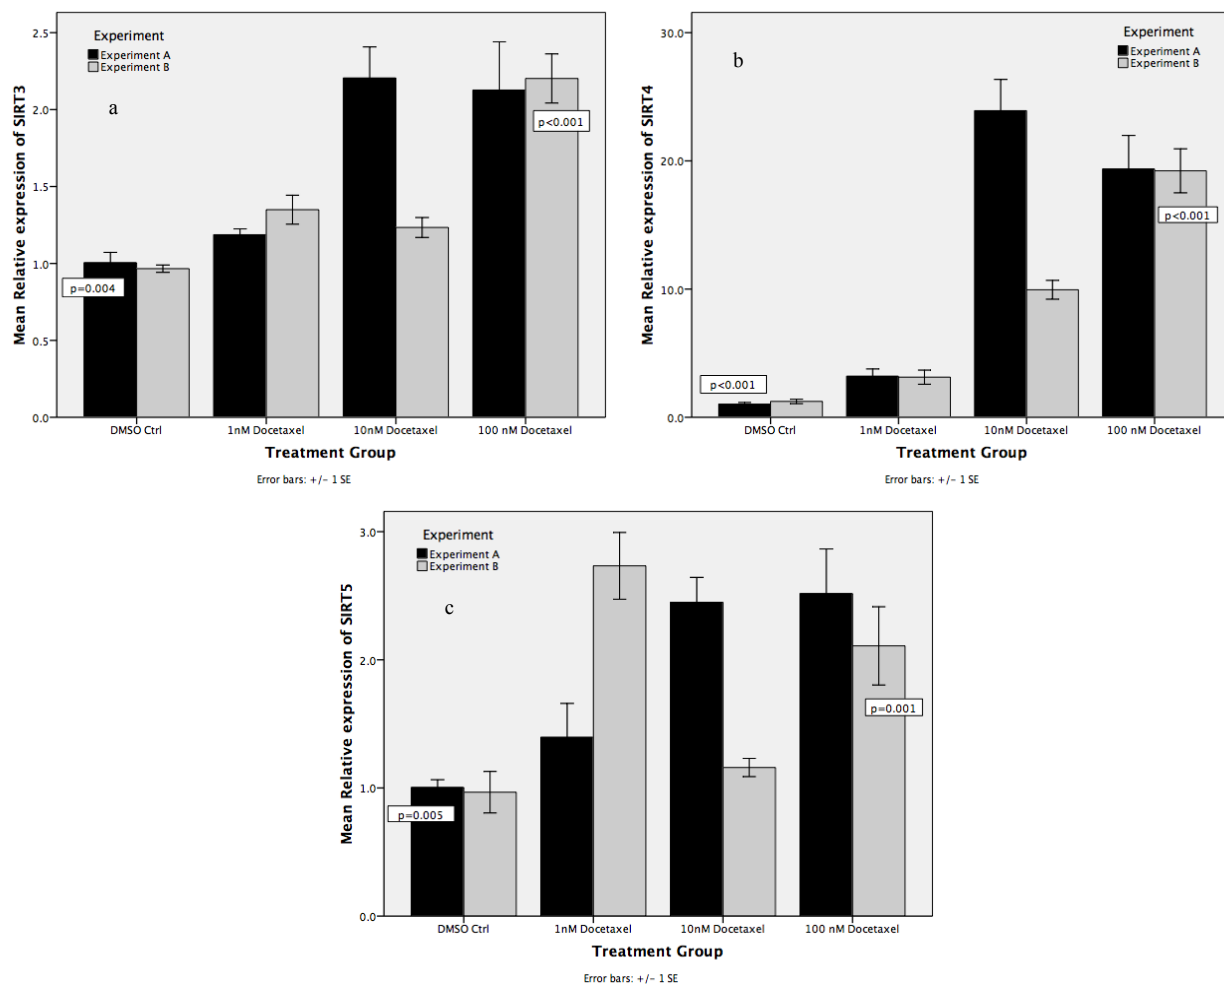 Experiment
Experiment A
Experiment B
a
Mean Relative expression of SIRT3
2.5
2.0
1.5
1.0
0.5
0.0
p=0.004
p<0.001
DMSO Ctrl
1nM Docetaxel
10nM Docetaxel
100 nM Docetaxel
Treatment Group
Error bars: +/- 1 SE
Experiment
Experiment A
Experiment B
b
Mean Relative expression of SIRT4
30.0
20.0
10.0
0.0
p<0.001
p<0.001
DMSO Ctrl
1nM Docetaxel
10nM Docetaxel
100 nM Docetaxel
Treatment Group
Error bars: +/- 1 SE
Experiment
Experiment A
Experiment B
c
Mean Relative expression of SIRT5
3.0
2.0
1.0
0.0
p=0.005
p=0.001
DMSO Ctrl
1nM Docetaxel
10nM Docetaxel
100 nM Docetaxel
Treatment Group
Error bars: +/- 1 SE